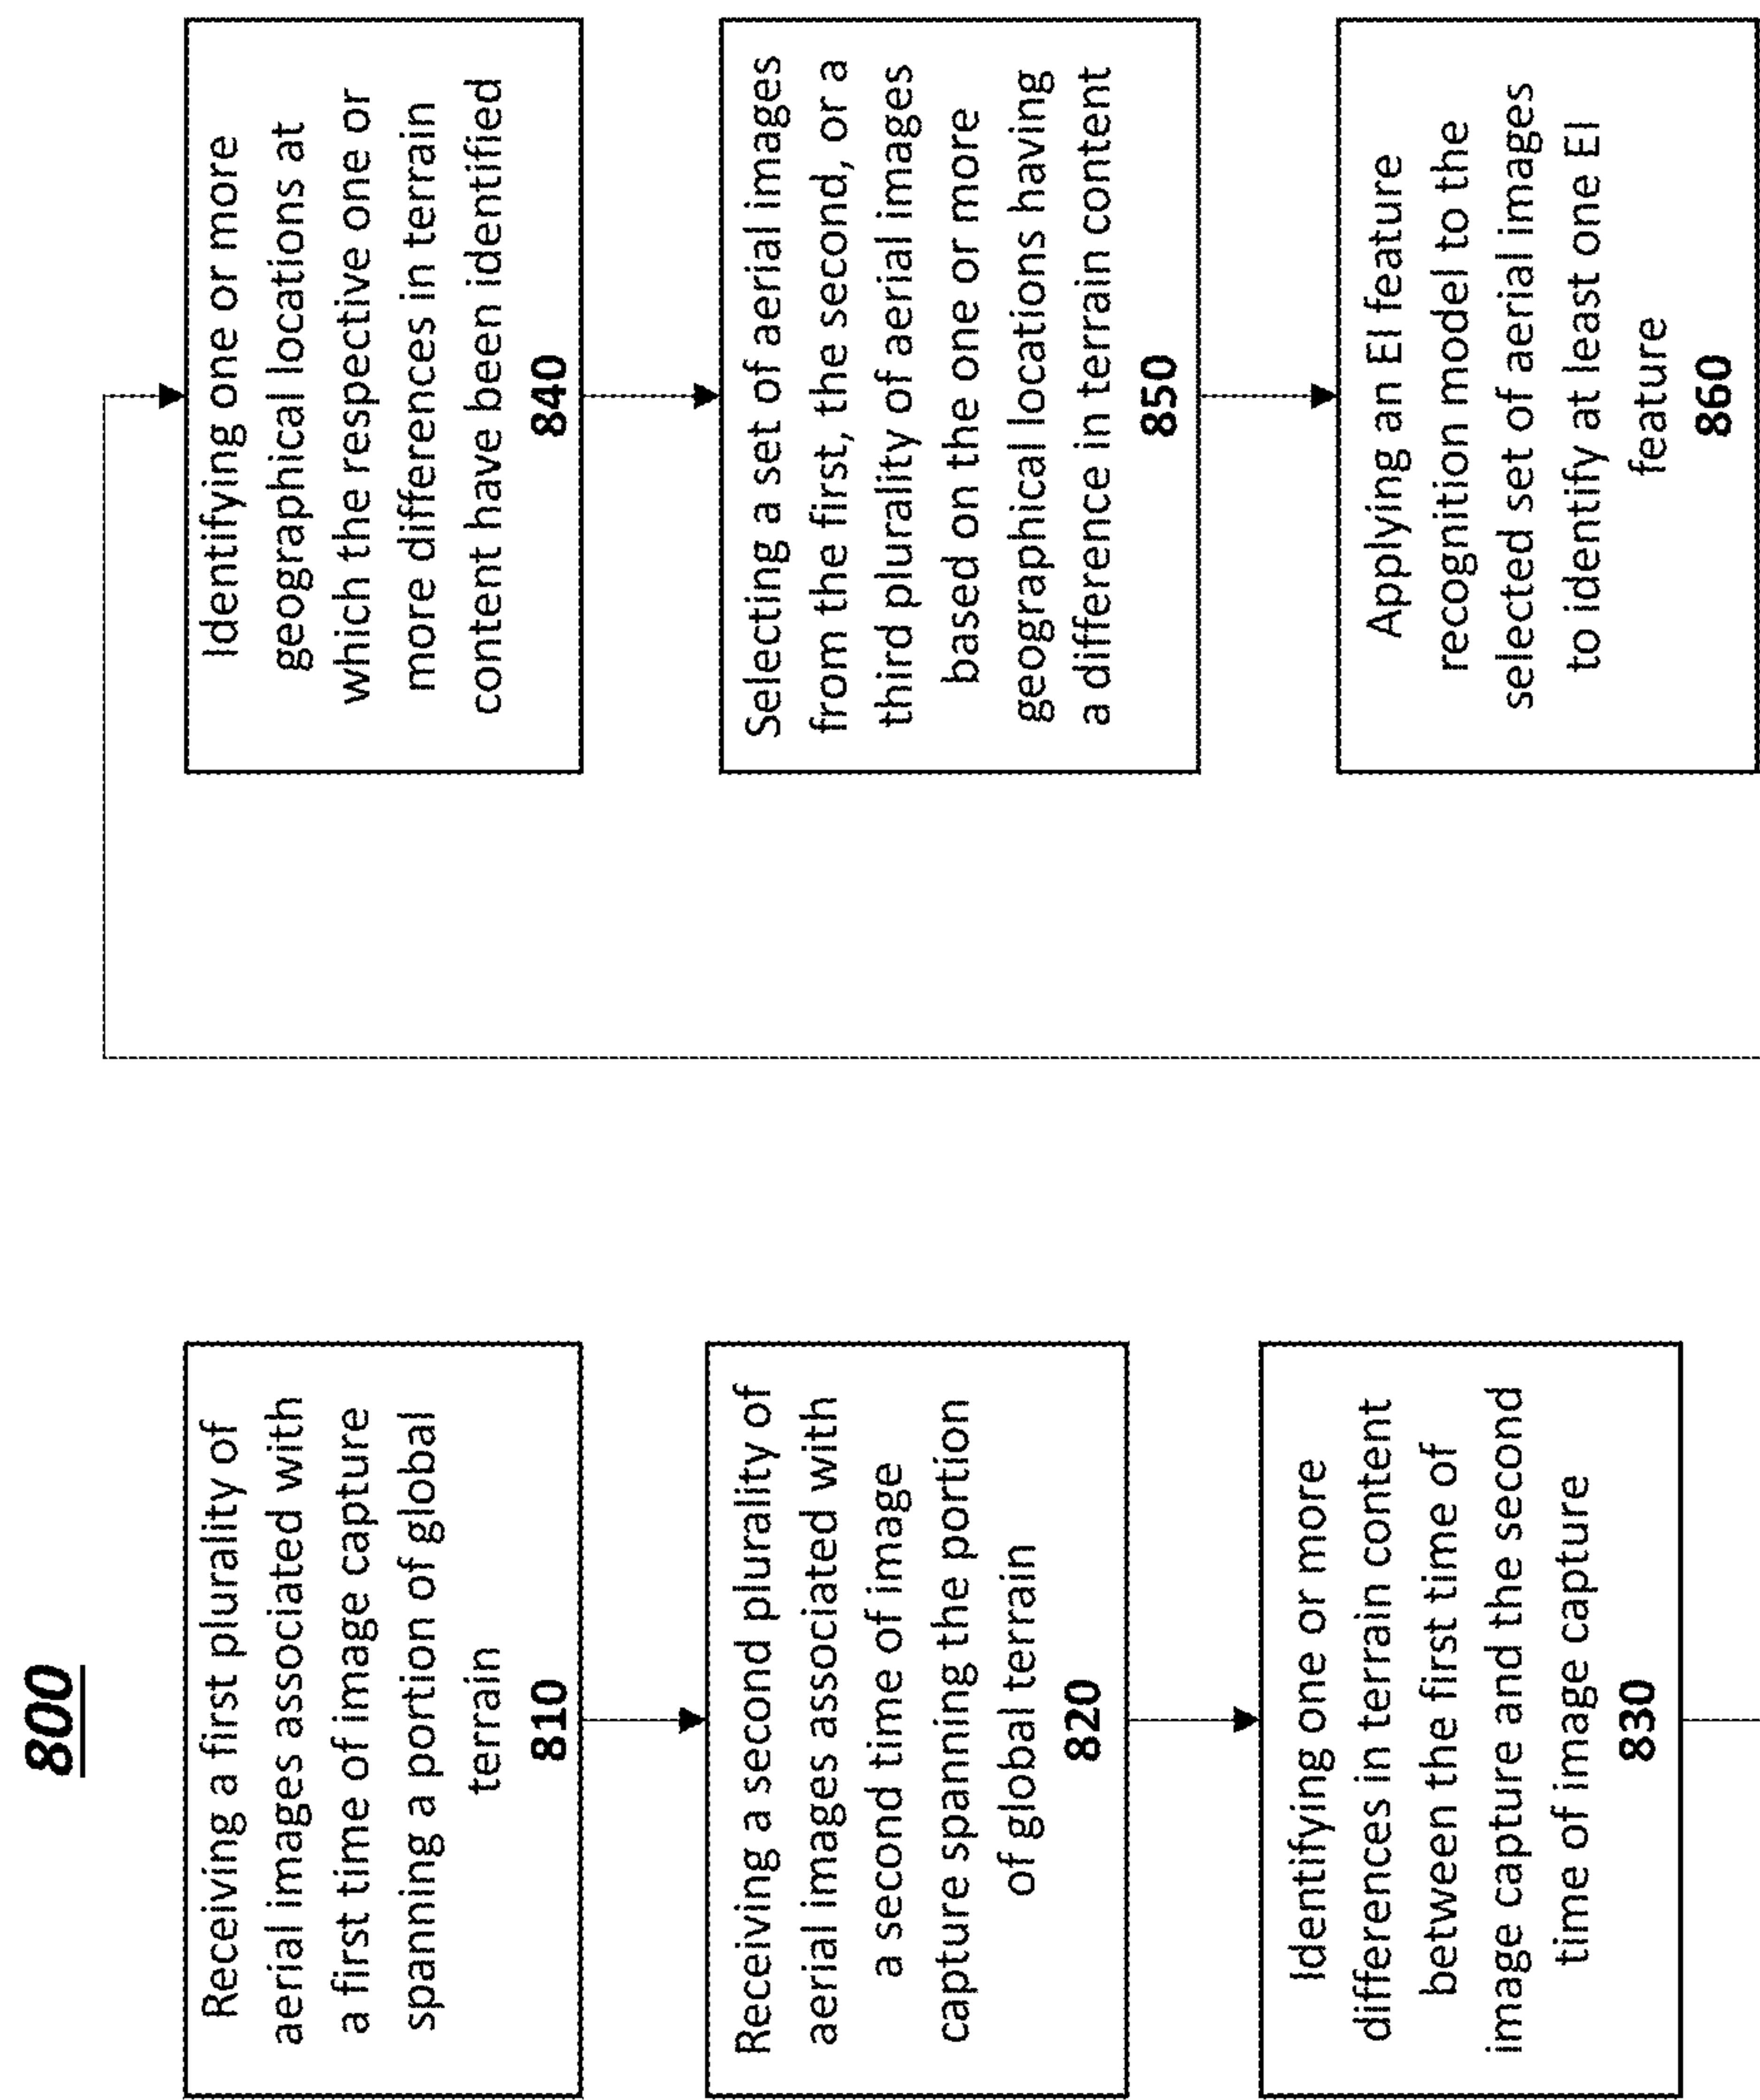 800
Receiving a first plurality of
aerial images associated with
a first time of image capture
spanning a portion of global
terrain
810
Receiving a second plurality of
aerial images associated with
a second time of image
capture spanning the portion
of global terrain
820
Identifying one or more
differences in terrain content
between the first time of
image capture and the second
time of image capture
830
Identifying one or more
geographical locations at
which the respective one or
more differences in terrain
content have been identified
840
Selecting a set of aerial images
from the first, the second, or a
third plurality of aerial images
based on the one or more
geographical locations having
a difference in terrain content
850
Applying an EI feature
recognition model to the
selected set of aerial images
to identify at least one EI
feature
860